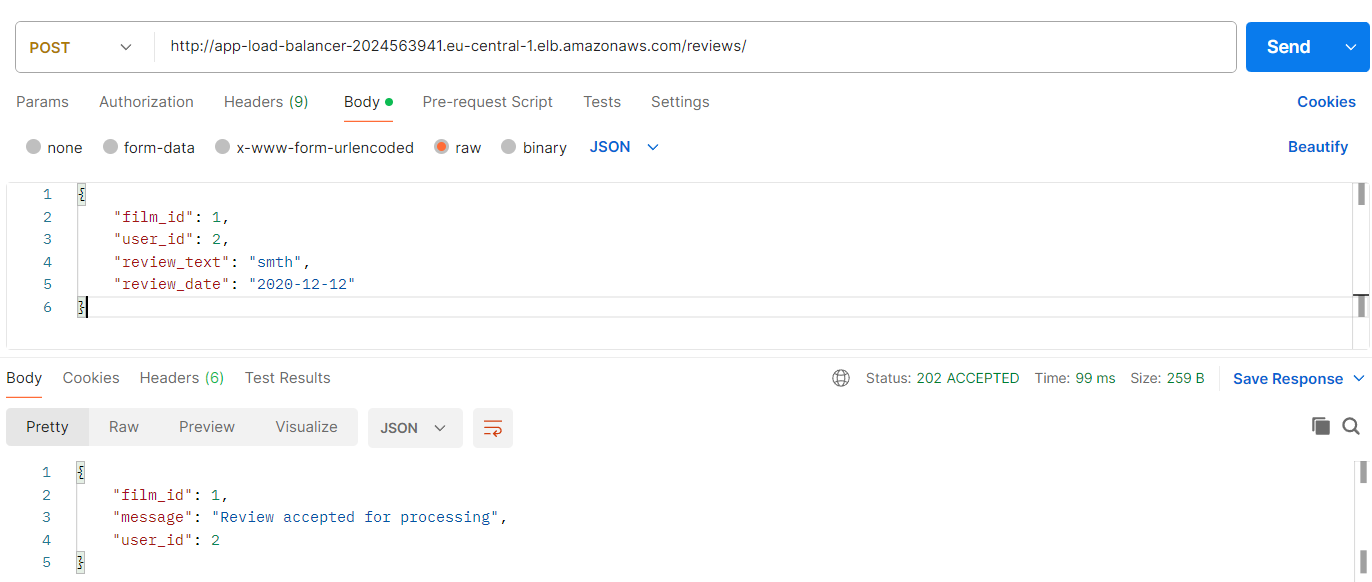 POST http://app-load-balancer-2024563941.eu-central-1.elb.amazonaws.com/reviews/ Send
Params Authorization Headers (9) Body Pre-request Script Tests Settings Cookies
none form-data x-www-form-urlencoded raw binary JSON Beautify
1 {
2 "film_id": 1,
3 "user_id": 2,
4 "review_text": "smth",
5 "review_date": "2020-12-12"
6 }
Body Cookies Headers (6) Test Results Status: 202 ACCEPTED Time: 99 ms Size: 259 B Save Response
Pretty Raw Preview Visualize JSON
1 {
2 "film_id": 1,
3 "message": "Review accepted for processing",
4 "user_id": 2
5 }